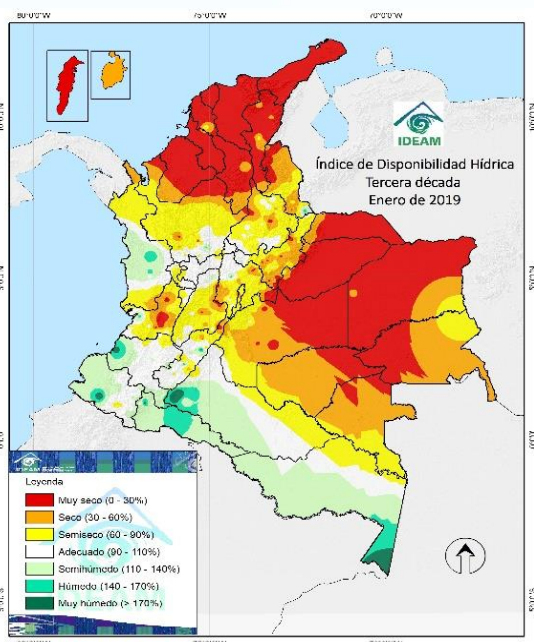 80°0'0"W 75°0'0"W 70°0'0"W
IDEAM
Índice de Disponibilidad Hídrica
Tercera década
Enero de 2019
Leyenda
Muy seco (0 - 30%)
Seco (30 - 60%)
Semiseco (60 - 90%)
Adecuado (90 - 110%)
Semihúmedo (110 - 140%)
Húmedo (140 - 170%)
Muy húmedo (> 170%)